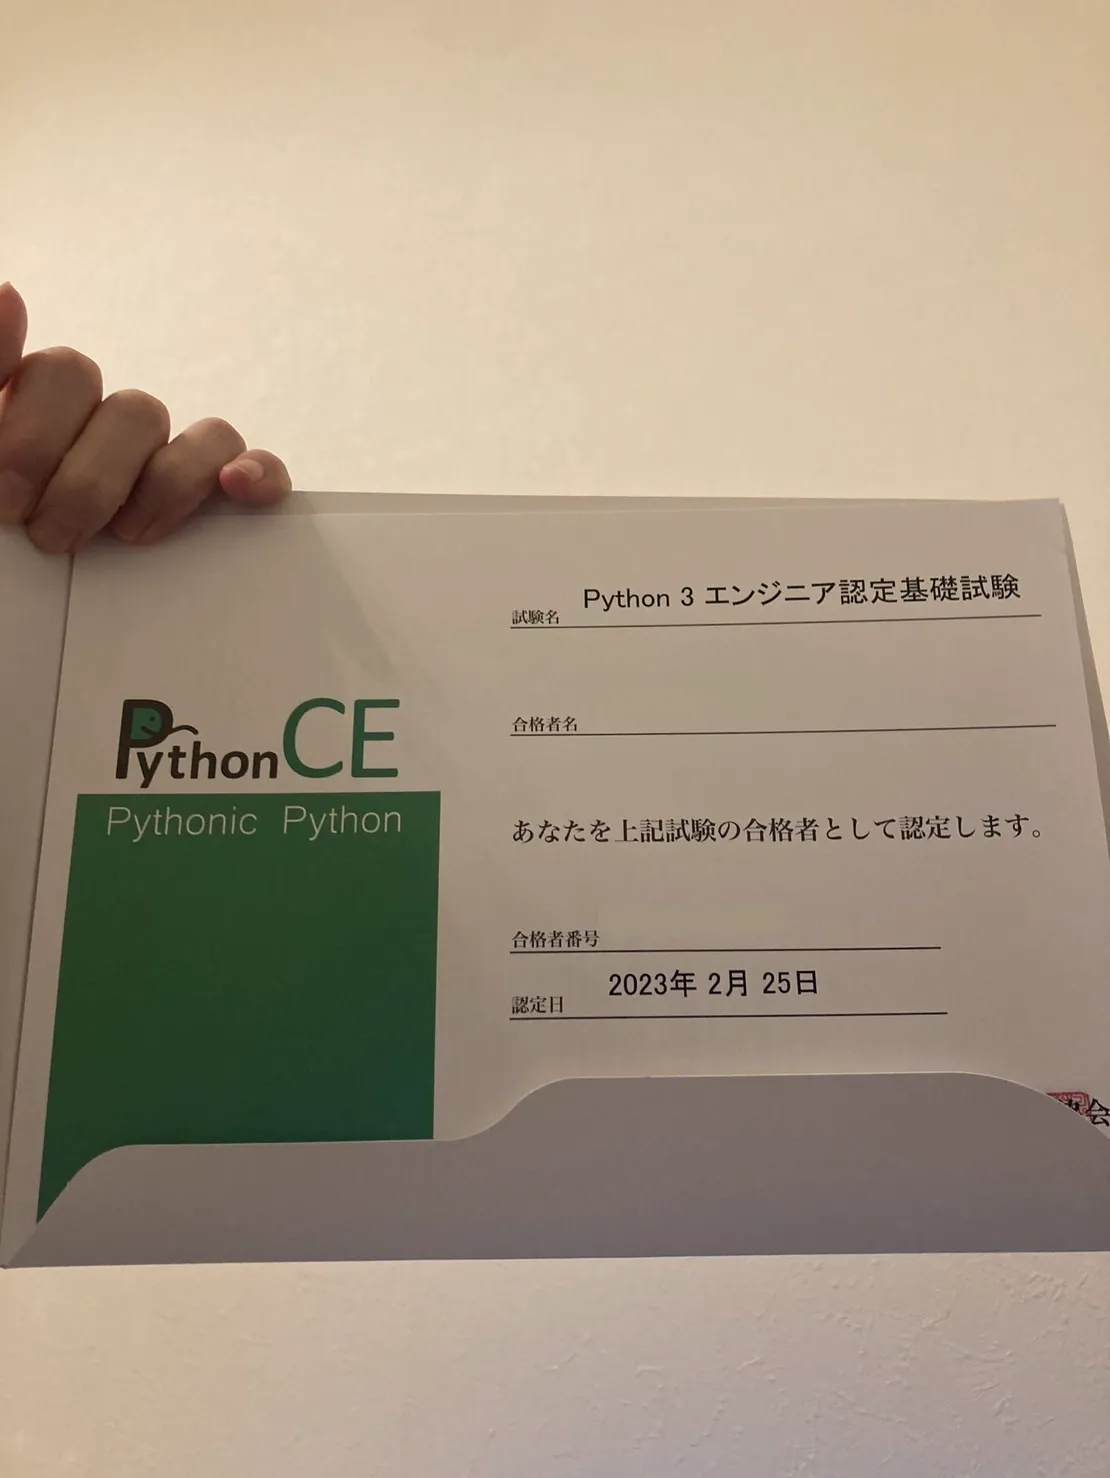 Python CE
Pythonic Python
試験名 Python 3 エンジニア認定基礎試験
合格者名
あなたを上記試験の合格者として認定します。
合格者番号
認定日 2023年 2月 25日
会